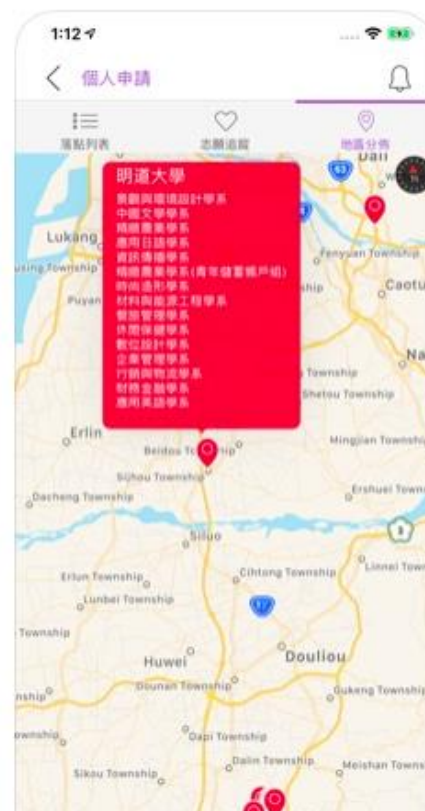 1:12
個人申請
落點列表
志願追蹤
地區分佈
Dali
63
明道大學
景觀與環境設計學系
中國文學學系
精緻農業學系
應用日語學系
資訊傳播學系
精緻農業學系(青年儲蓄帳戶組)
時尚造形學系
材料與能源工程學系
餐旅管理學系
休閒保健學系
數位設計學系
企業管理學系
行銷與物流學系
財務金融學系
應用英語學系
Lukang
Township
Fenyuan Township
Puyan
Caotu
Na
Township
Shetou Township
Erlin
Beidou
Mingjian Township
Sijhou Township
Dacheng Township
Ershuei Town
Siluo
3
Erlun Township
Cihtong Township
Linnei Town
Lunbei Township
Township
Huwei
Douliou
Dounan Township
Gukeng Township
nship
Dapi Township
ownship
Dalin Township
Meishan Towns
Sikou Township